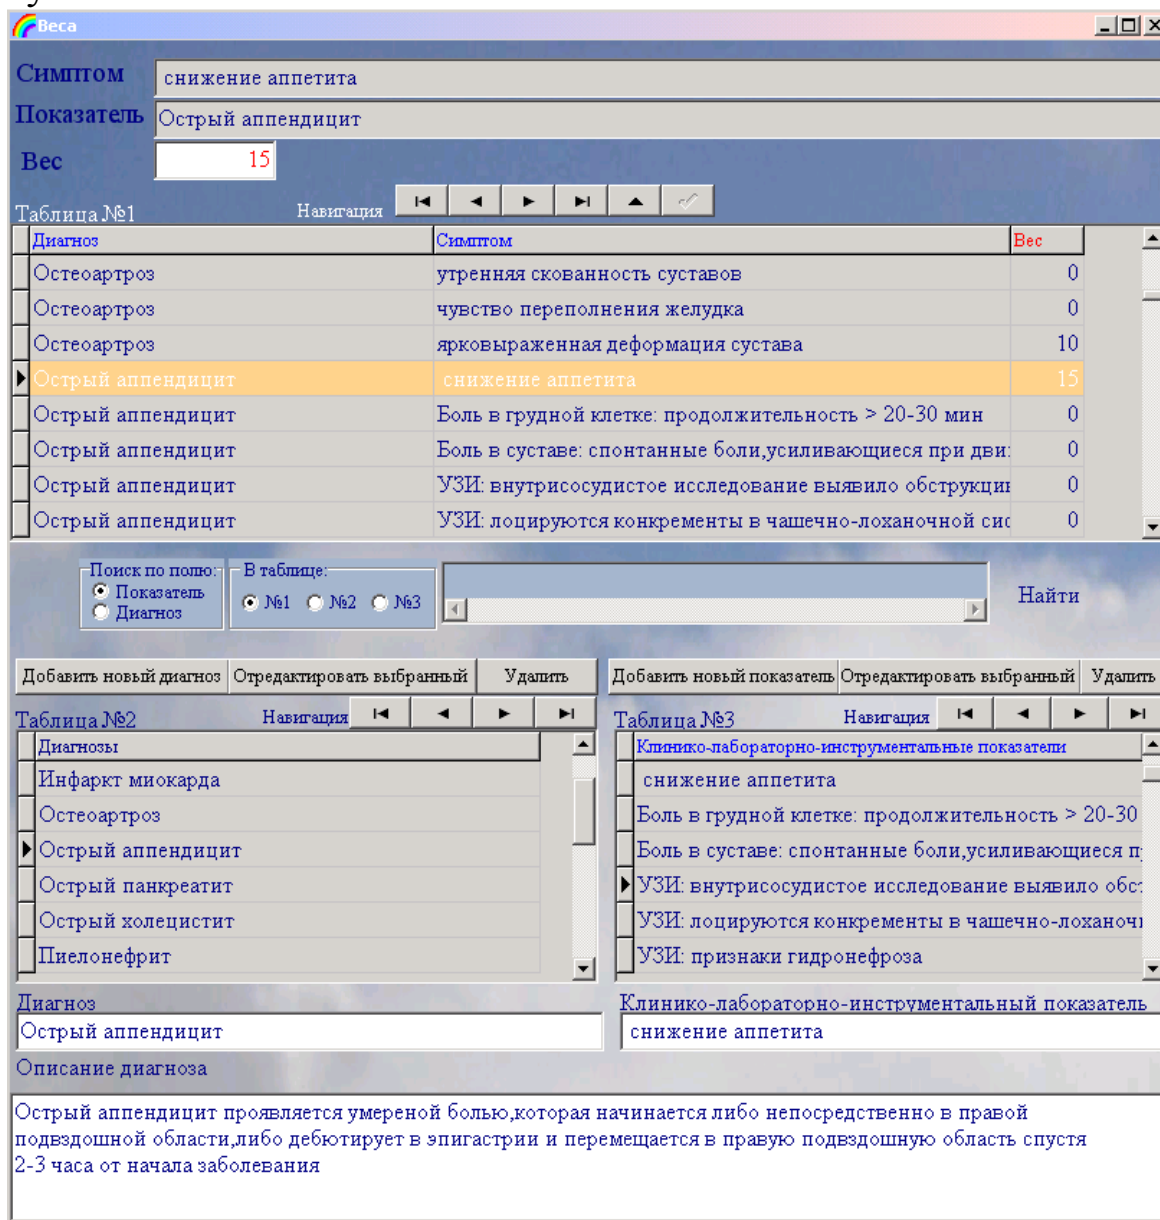 Веса
Симптом снижение аппетита
Показатель Острый аппендицит
Вес 15
Таблица №1 Навигация
Диагноз Симптом Вес
Остеоартроз утренняя скованность суставов 0
Остеоартроз чувство переполнения желудка 0
Остеоартроз ярковыраженная деформация сустава 10
Острый аппендицит снижение аппетита 15
Острый аппендицит Боль в грудной клетке: продолжительность > 20-30 мин 0
Острый аппендицит Боль в суставе: спонтанные боли,усиливающиеся при дви 0
Острый аппендицит УЗИ: внутрисосудистое исследование выявило обструкци 0
Острый аппендицит УЗИ: лоцируются конкременты в чашечно-лоханочной сис 0
Поиск по полю: В таблице:
Показатель
Диагноз
№1 №2 №3
Найти
Добавить новый диагноз Отредактировать выбранный Удалить Добавить новый показатель Отредактировать выбранный Удалить
Таблица №2 Навигация Таблица №3 Навигация
Диагнозы Клинико-лабораторно-инструментальные показатели
Инфаркт миокарда снижение аппетита
Остеоартроз Боль в грудной клетке: продолжительность > 20-30
Острый аппендицит Боль в суставе: спонтанные боли,усиливающиеся п
Острый панкреатит УЗИ: внутрисосудистое исследование выявило обс
Острый холецистит УЗИ: лоцируются конкременты в чашечно-лоханоч
Пиелонефрит УЗИ: признаки гидронефроза
Диагноз Клинико-лабораторно-инструментальный показатель
Острый аппендицит снижение аппетита
Описание диагноза
Острый аппендицит проявляется умереной болью,которая начинается либо непосредственно в правой
подвздошной области,либо дебютирует в эпигастрии и перемещается в правую подвздошную область спустя
2-3 часа от начала заболевания